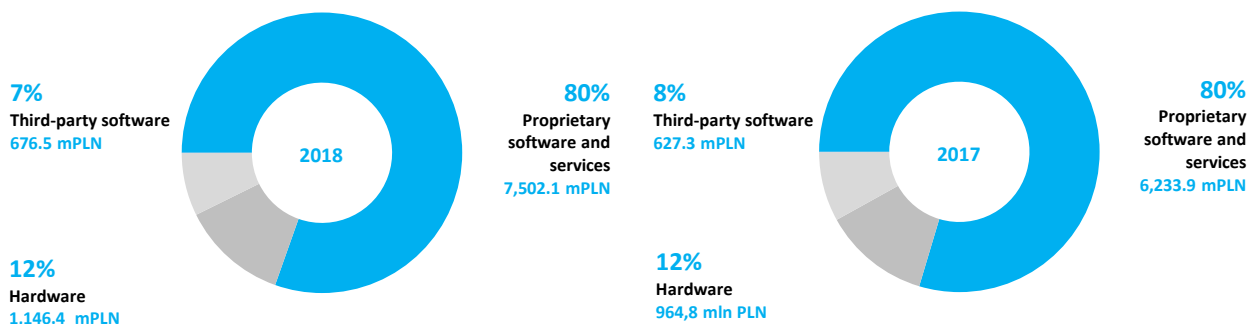 7%
Third-party software
676.5 mPLN
12%
Hardware
1.146.4 mPLN
2018
80%
Proprietary
software and
services
7,502.1 mPLN
8%
Third-party software
627.3 mPLN
12%
Hardware
964,8 mln PLN
2017
80%
Proprietary
software and
services
6,233.9 mPLN